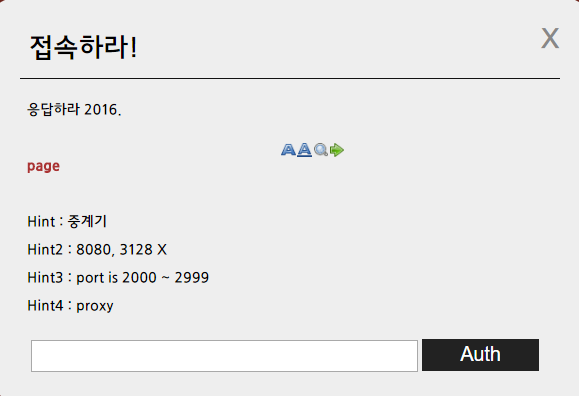 접속하라!
X
응답하라 2016.
page
Hint : 중계기
Hint2 : 8080, 3128 X
Hint3 : port is 2000 ~ 2999
Hint4 : proxy
Auth